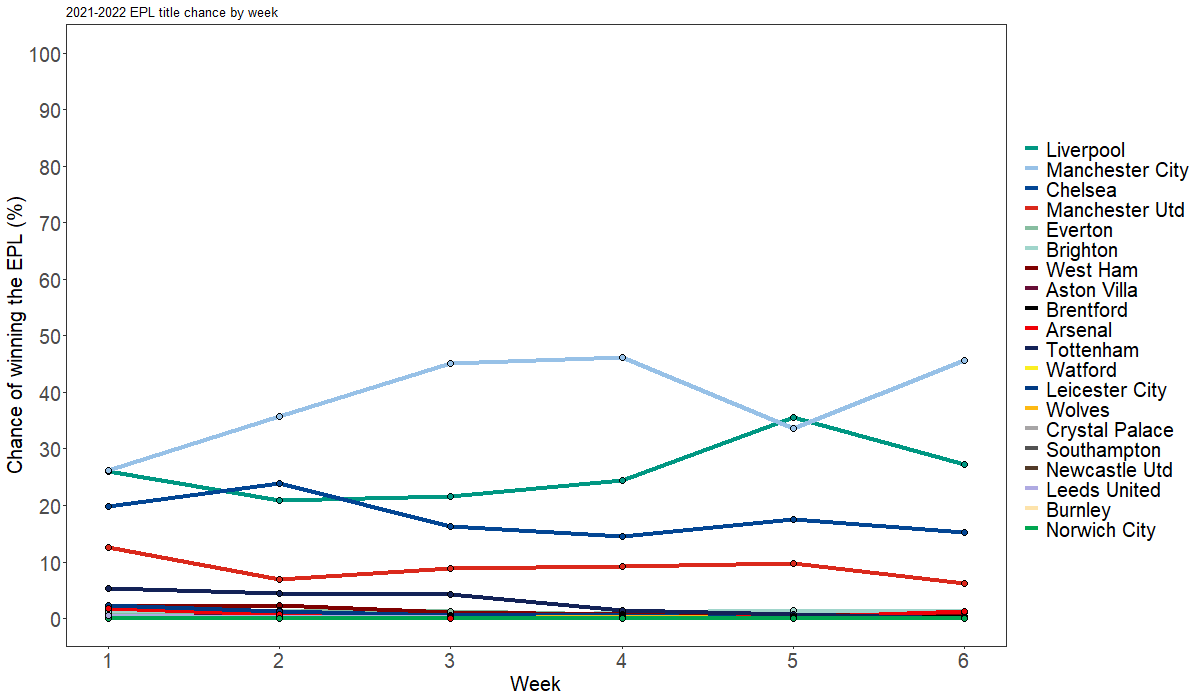 2021-2022 EPL title chance by week
Chance of winning the EPL (%)
100
90
80
70
60
50
40
30
20
10
0
1 2 3 4 5 6
Week
Liverpool
Manchester City
Chelsea
Manchester Utd
Everton
Brighton
West Ham
Aston Villa
Brentford
Arsenal
Tottenham
Watford
Leicester City
Wolves
Crystal Palace
Southampton
Newcastle Utd
Leeds United
Burnley
Norwich City